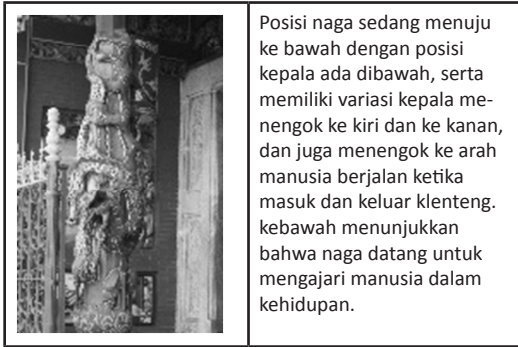 Posisi naga sedang menuju
ke bawah dengan posisi
kepala ada dibawah, serta
memiliki variasi kepala me-
nengok ke kiri dan ke kanan,
dan juga menengok ke arah
manusia berjalan ketika
masuk dan keluar klenteng.
kebawah menunjukkan
bahwa naga datang untuk
mengajari manusia dalam
kehidupan.